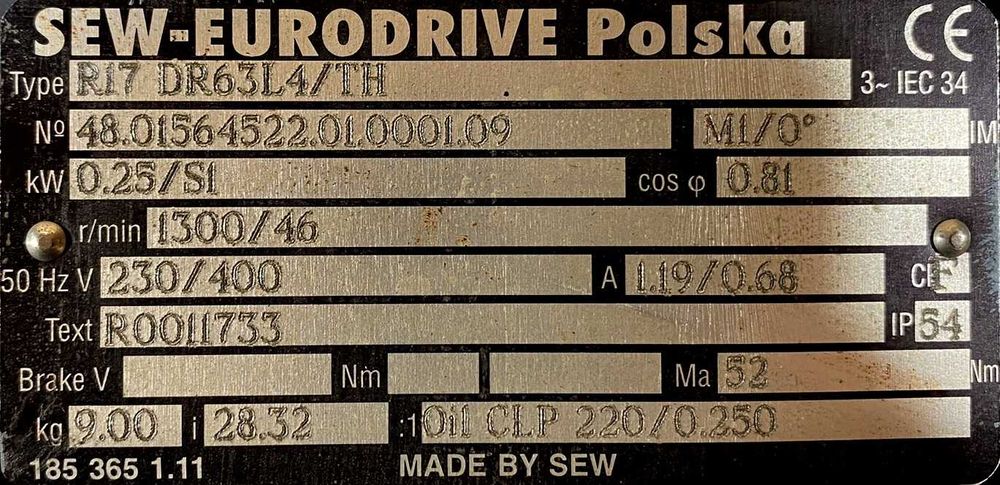 SEW-EURODRIVE Polska CE
Type R17 DR63L4/TH 3~ IEC 34
Nº 48.01564522.01.0001.09 M1/0° IM
kW 0.25/S1 cos φ 0.81
r/min 1300/46
50 Hz V 230/400 A 1.19/0.68 Cl F
Text R0011733 IP 54
Brake V Nm Ma 52 Nm
kg 9.00 i 28.32 :1 Oil CLP 220/0.250
185 365 1.11 MADE BY SEW